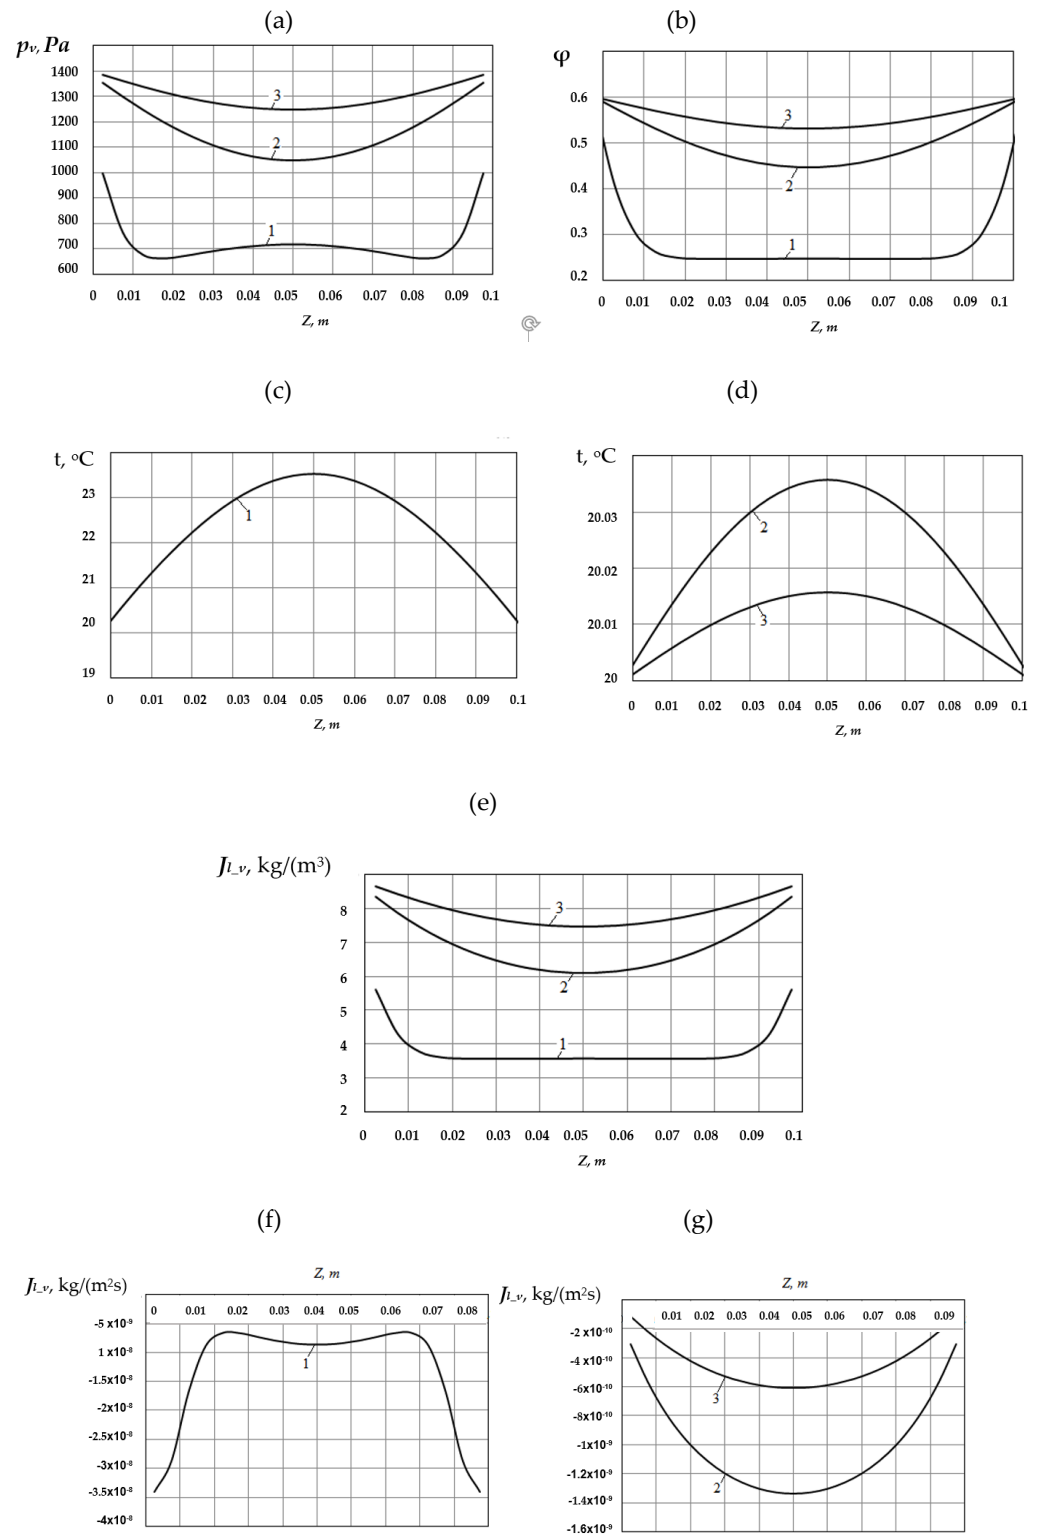 (a)
(b)
pv, Pa
1400
1300
1200
1100
1000
900
800
700
600
3
2
1
0 0.01 0.02 0.03 0.04 0.05 0.06 0.07 0.08 0.09 0.1
Z, m
φ
0.6
0.5
0.4
0.3
0.2
3
2
1
0 0.01 0.02 0.03 0.04 0.05 0.06 0.07 0.08 0.09 0.1
Z, m
(c)
(d)
t, °C
23
22
21
20
19
1
0 0.01 0.02 0.03 0.04 0.05 0.06 0.07 0.08 0.09 0.1
Z, m
t, °C
20.03
20.02
20.01
20
2
3
0 0.01 0.02 0.03 0.04 0.05 0.06 0.07 0.08 0.09 0.1
Z, m
(e)
Jl_v, kg/(m³)
8
7
6
5
4
3
2
3
2
1
0 0.01 0.02 0.03 0.04 0.05 0.06 0.07 0.08 0.09 0.1
Z, m
(f)
(g)
Z, m
Jl_v, kg/(m²s)
0 0.01 0.02 0.03 0.04 0.05 0.06 0.07 0.08
-5 x10⁻⁹
1 x10⁻⁸
-1.5x10⁻⁸
-2x10⁻⁸
-2.5x10⁻⁸
-3x10⁻⁸
-3.5x10⁻⁸
-4x10⁻⁸
1
Z, m
Jl_v, kg/(m²s)
0.01 0.02 0.03 0.04 0.05 0.06 0.07 0.08 0.09
-2 x10⁻¹⁰
-4 x10⁻¹⁰
-6x10⁻¹⁰
-8x10⁻¹⁰
-1x10⁻⁹
-1.2x10⁻⁹
-1.4x10⁻⁹
-1.6x10⁻⁹
3
2